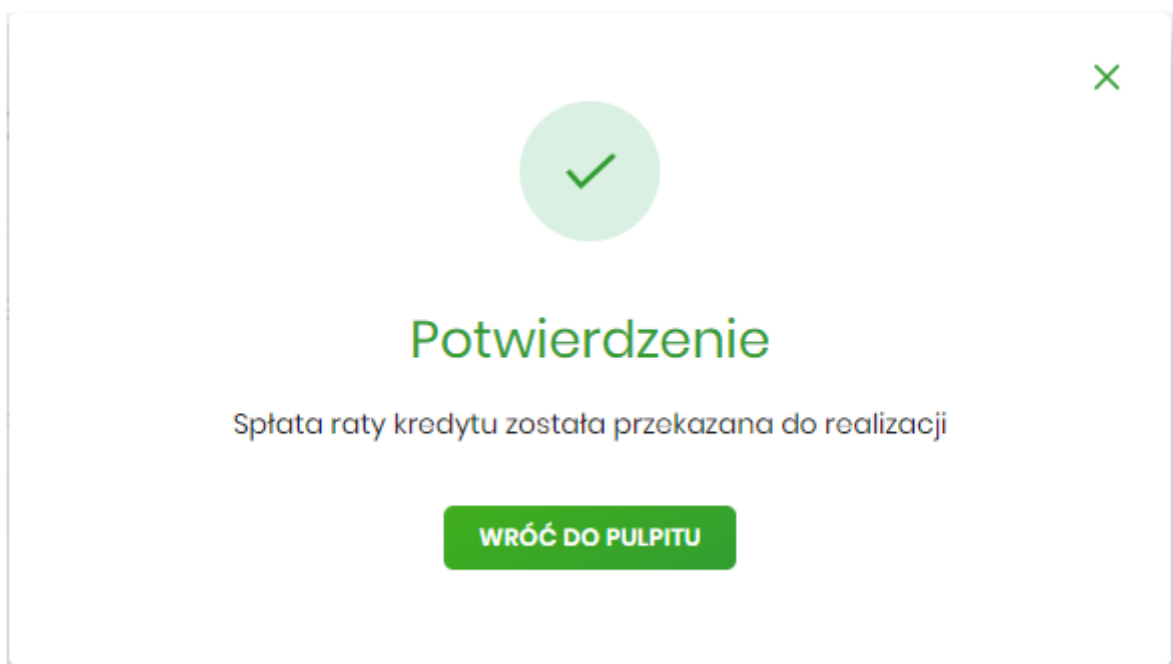 Potwierdzenie
Spłata raty kredytu została przekazana do realizacji
WRÓĆ DO PULPITU